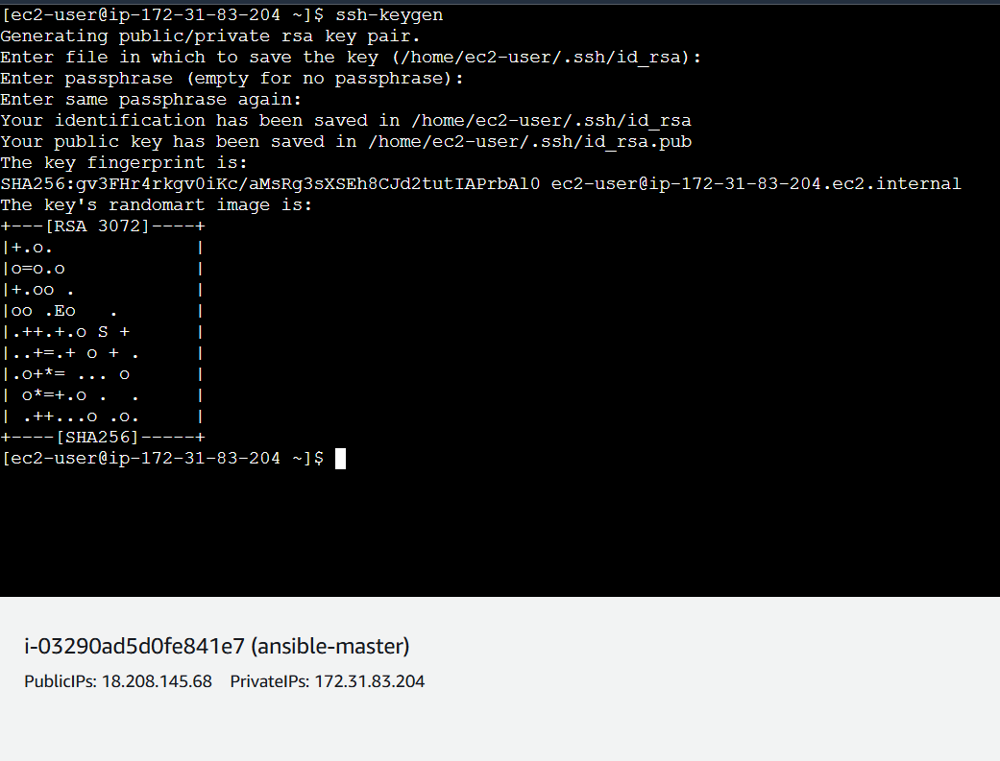 [ec2-user@ip-172-31-83-204 ~]$ ssh-keygen
Generating public/private rsa key pair.
Enter file in which to save the key (/home/ec2-user/.ssh/id_rsa):
Enter passphrase (empty for no passphrase):
Enter same passphrase again:
Your identification has been saved in /home/ec2-user/.ssh/id_rsa
Your public key has been saved in /home/ec2-user/.ssh/id_rsa.pub
The key fingerprint is:
SHA256:gv3FHr4rkgv0iKc/aMsRg3sXSEh8CJd2tutIAPrbAl0 ec2-user@ip-172-31-83-204.ec2.internal
The key's randomart image is:
+---[RSA 3072]----+
|+.o.             |
|o=o.o            |
|+.oo .           |
|oo .Eo   .       |
|.++.+.o S +      |
|..+=.+ o + .     |
|.o+*= ... o      |
| o*=+.o .  .     |
| .++...o .o.     |
+----[SHA256]-----+
[ec2-user@ip-172-31-83-204 ~]$
i-03290ad5d0fe841e7 (ansible-master)
PublicIPs: 18.208.145.68 PrivateIPs: 172.31.83.204